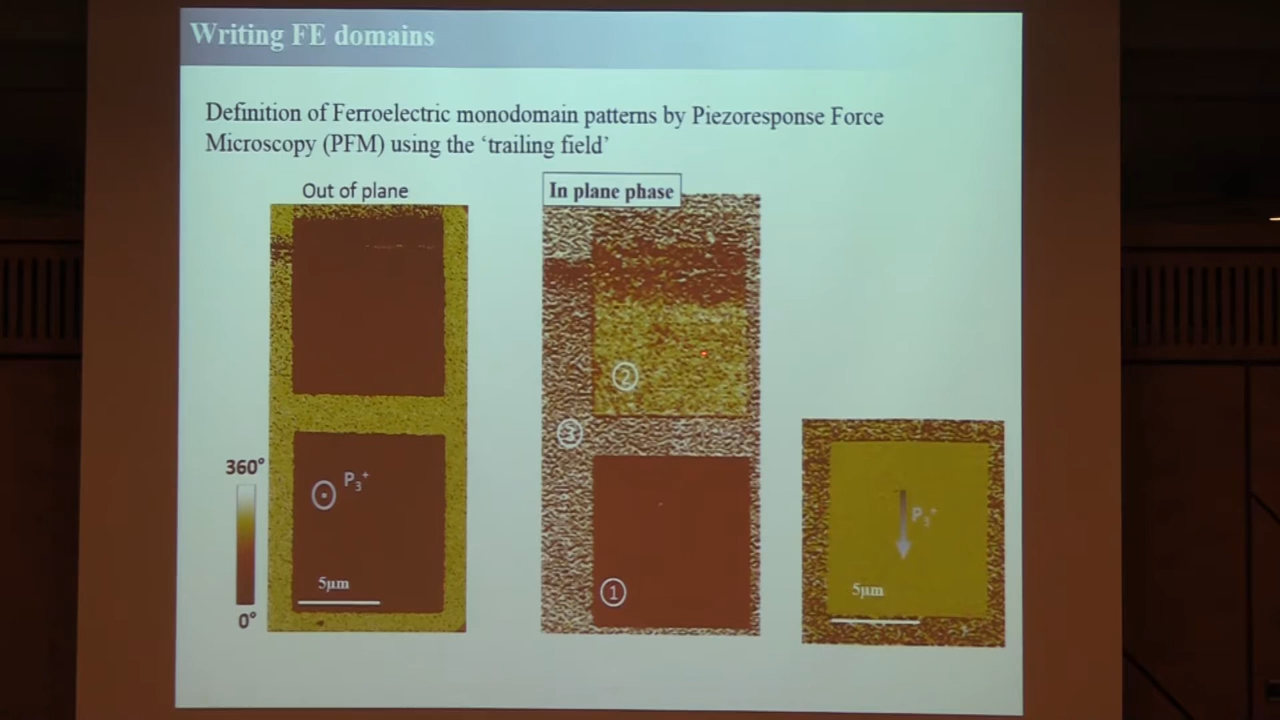 Writing FE domains
Definition of Ferroelectric monodomain patterns by Piezoresponse Force
Microscopy (PFM) using the ‘trailing field’
Out of plane
In plane phase
②
③
360°
P₃⁺
P₃⁺
5μm
5μm
①
0°